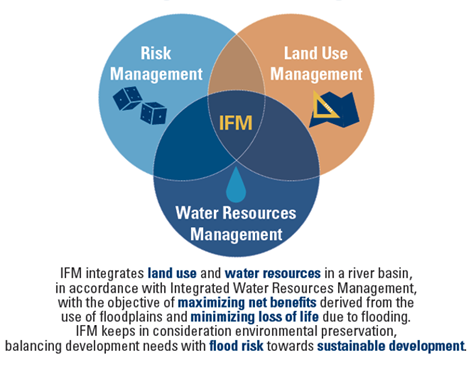 Risk
Management
Land Use
Management
IFM
Water Resources
Management
IFM integrates land use and water resources in a river basin,
in accordance with Integrated Water Resources Management,
with the objective of maximizing net benefits derived from the
use of floodplains and minimizing loss of life due to flooding.
IFM keeps in consideration environmental preservation,
balancing development needs with flood risk towards sustainable development.